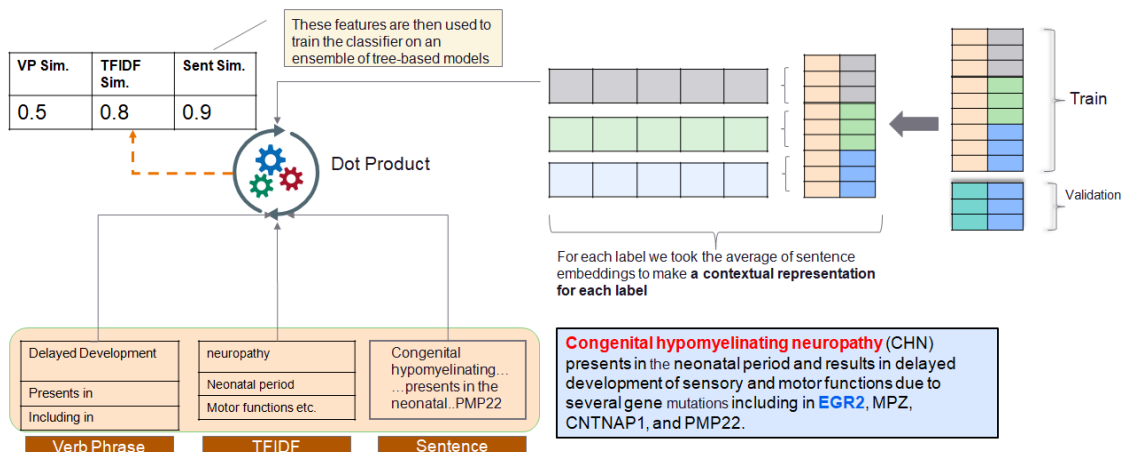 These features are then used to
train the classifier on an
ensemble of tree-based models
VP Sim.
TFIDF
Sim.
Sent Sim.
0.5
0.8
0.9
Dot Product
Train
Validation
For each label we took the average of sentence
embeddings to make a contextual representation
for each label
Delayed Development
Presents in
Including in
neuropathy
Neonatal period
Motor functions etc.
Congenital
hypomyelinating…
…presents in the
neonatal..PMP22
Verb Phrase
TFIDF
Sentence
Congenital hypomyelinating neuropathy (CHN)
presents in the neonatal period and results in delayed
development of sensory and motor functions due to
several gene mutations including in EGR2, MPZ,
CNTNAP1, and PMP22.